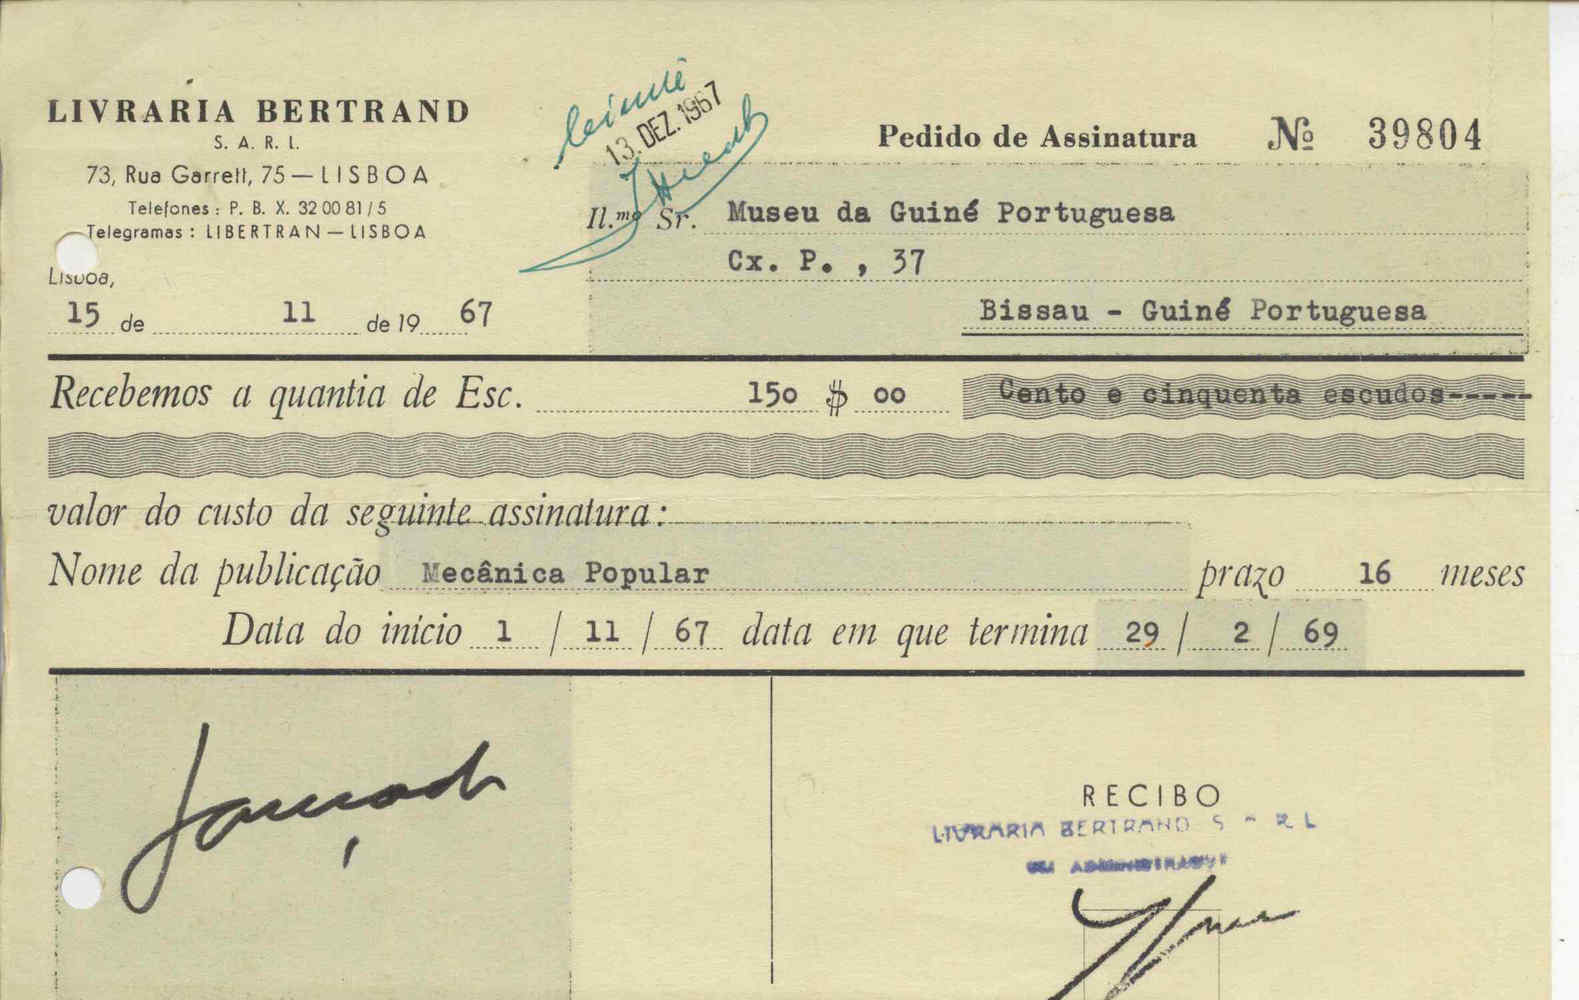 LIVRARIA BERTRAND
S. A. R. L.
73, Rua Garrett, 75 — LISBOA
Telefones : P. B. X. 32 00 81 / 5
Telegramas : LIBERTRAN — LISBOA
Lisboa,
15 de 11 de 19 67
13. DEZ. 1967
Pedido de Assinatura Nº 39804
Il.mo Sr. Museu da Guiné Portuguesa
Cx. P. , 37
Bissau - Guiné Portuguesa
Recebemos a quantia de Esc. 150 $ 00 Cento e cinquenta escudos-----
valor do custo da seguinte assinatura:
Nome da publicação Mecânica Popular prazo 16 meses
Data do início 1 / 11 / 67 data em que termina 29 / 2 / 69
RECIBO
LIVRARIA BERTRAND S A R L